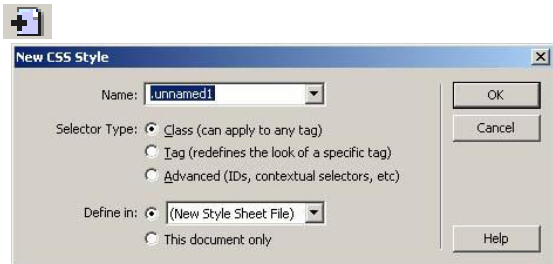 New CSS Style
Name: .unnamed1
OK
Selector Type: Class (can apply to any tag)
Cancel
Tag (redefines the look of a specific tag)
Advanced (IDs, contextual selectors, etc)
Define in: (New Style Sheet File)
This document only
Help